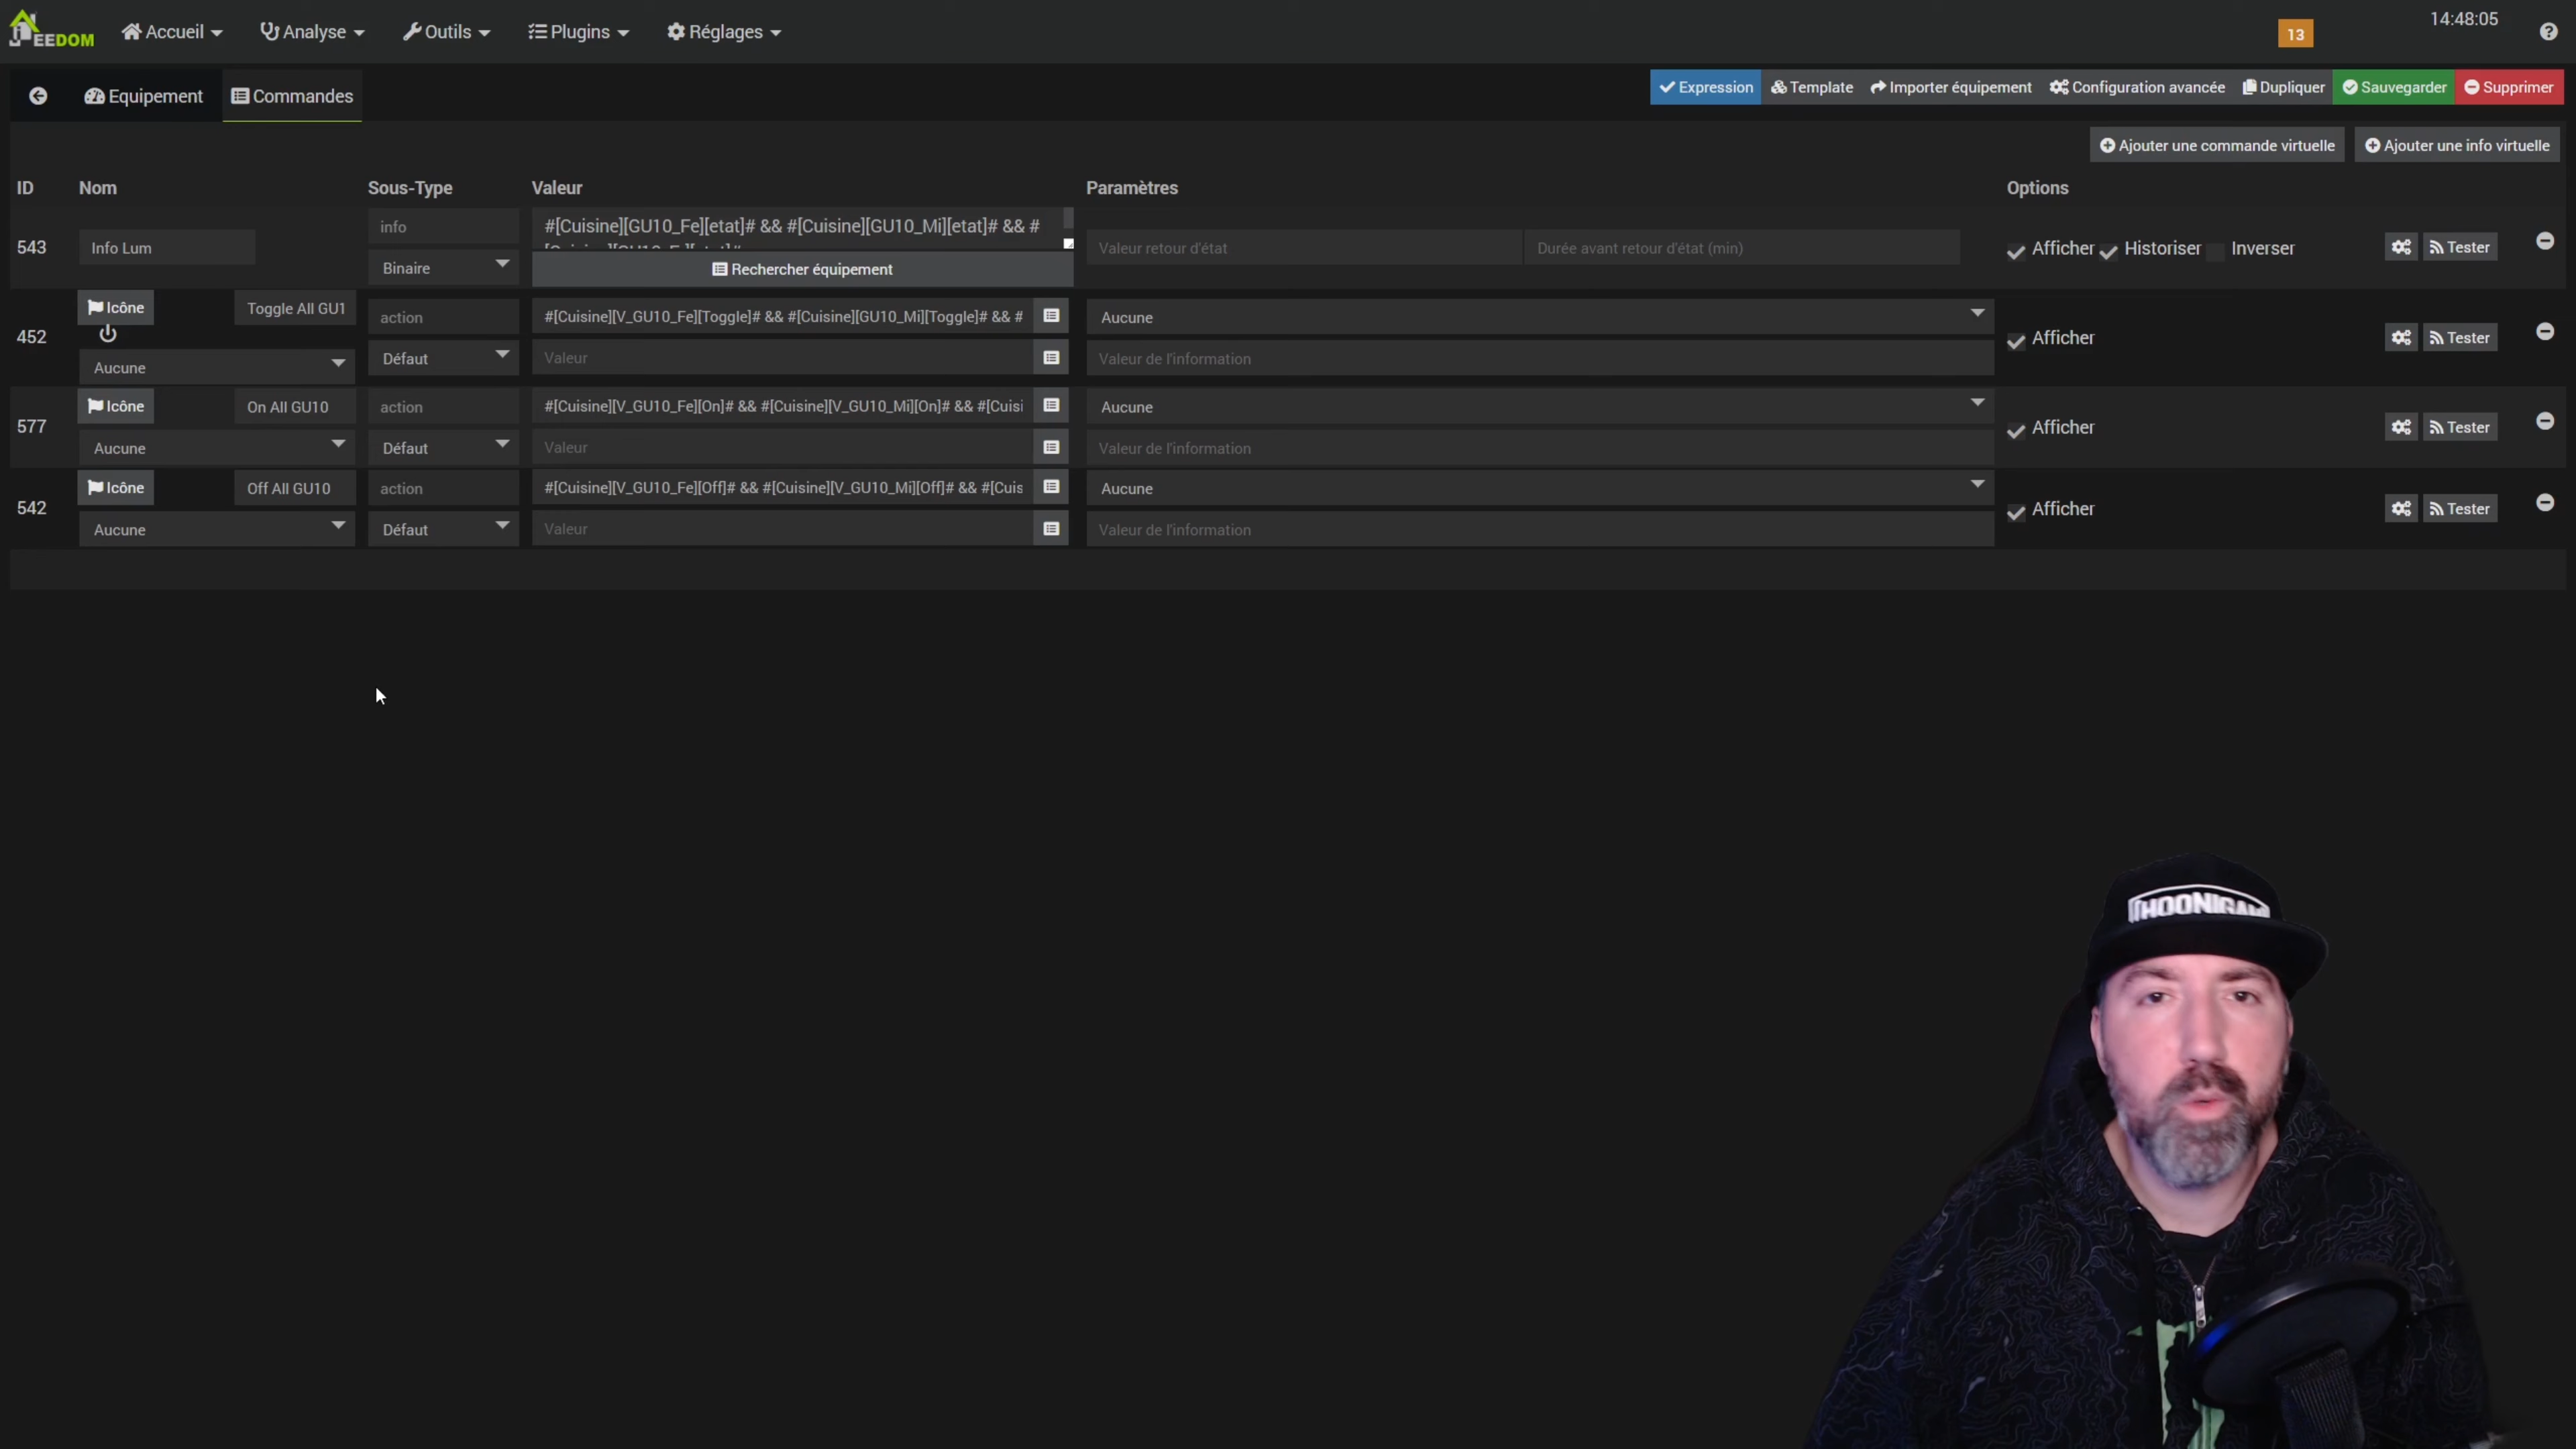 JEEDOM Accueil Analyse Outils Plugins Réglages 13 14:48:05
Equipement Commandes Expression Template Importer équipement Configuration avancée Dupliquer Sauvegarder Supprimer
Ajouter une commande virtuelle Ajouter une info virtuelle
ID Nom Sous-Type Valeur Paramètres Options
543 Info Lum info #[Cuisine][GU10_Fe][etat]# && #[Cuisine][GU10_Mi][etat]# && # Valeur retour d'état Durée avant retour d'état (min) Afficher Historiser Inverser Tester
Binaire Rechercher équipement
452 Icône Toggle All GU1 action #[Cuisine][V_GU10_Fe][Toggle]# && #[Cuisine][GU10_Mi][Toggle]# && # Aucune Afficher Tester
Aucune Défaut Valeur Valeur de l'information
577 Icône On All GU10 action #[Cuisine][V_GU10_Fe][On]# && #[Cuisine][V_GU10_Mi][On]# && #[Cuisi Aucune Afficher Tester
Aucune Défaut Valeur Valeur de l'information
542 Icône Off All GU10 action #[Cuisine][V_GU10_Fe][Off]# && #[Cuisine][V_GU10_Mi][Off]# && #[Cuis Aucune Afficher Tester
Aucune Défaut Valeur Valeur de l'information
HOONIGAN